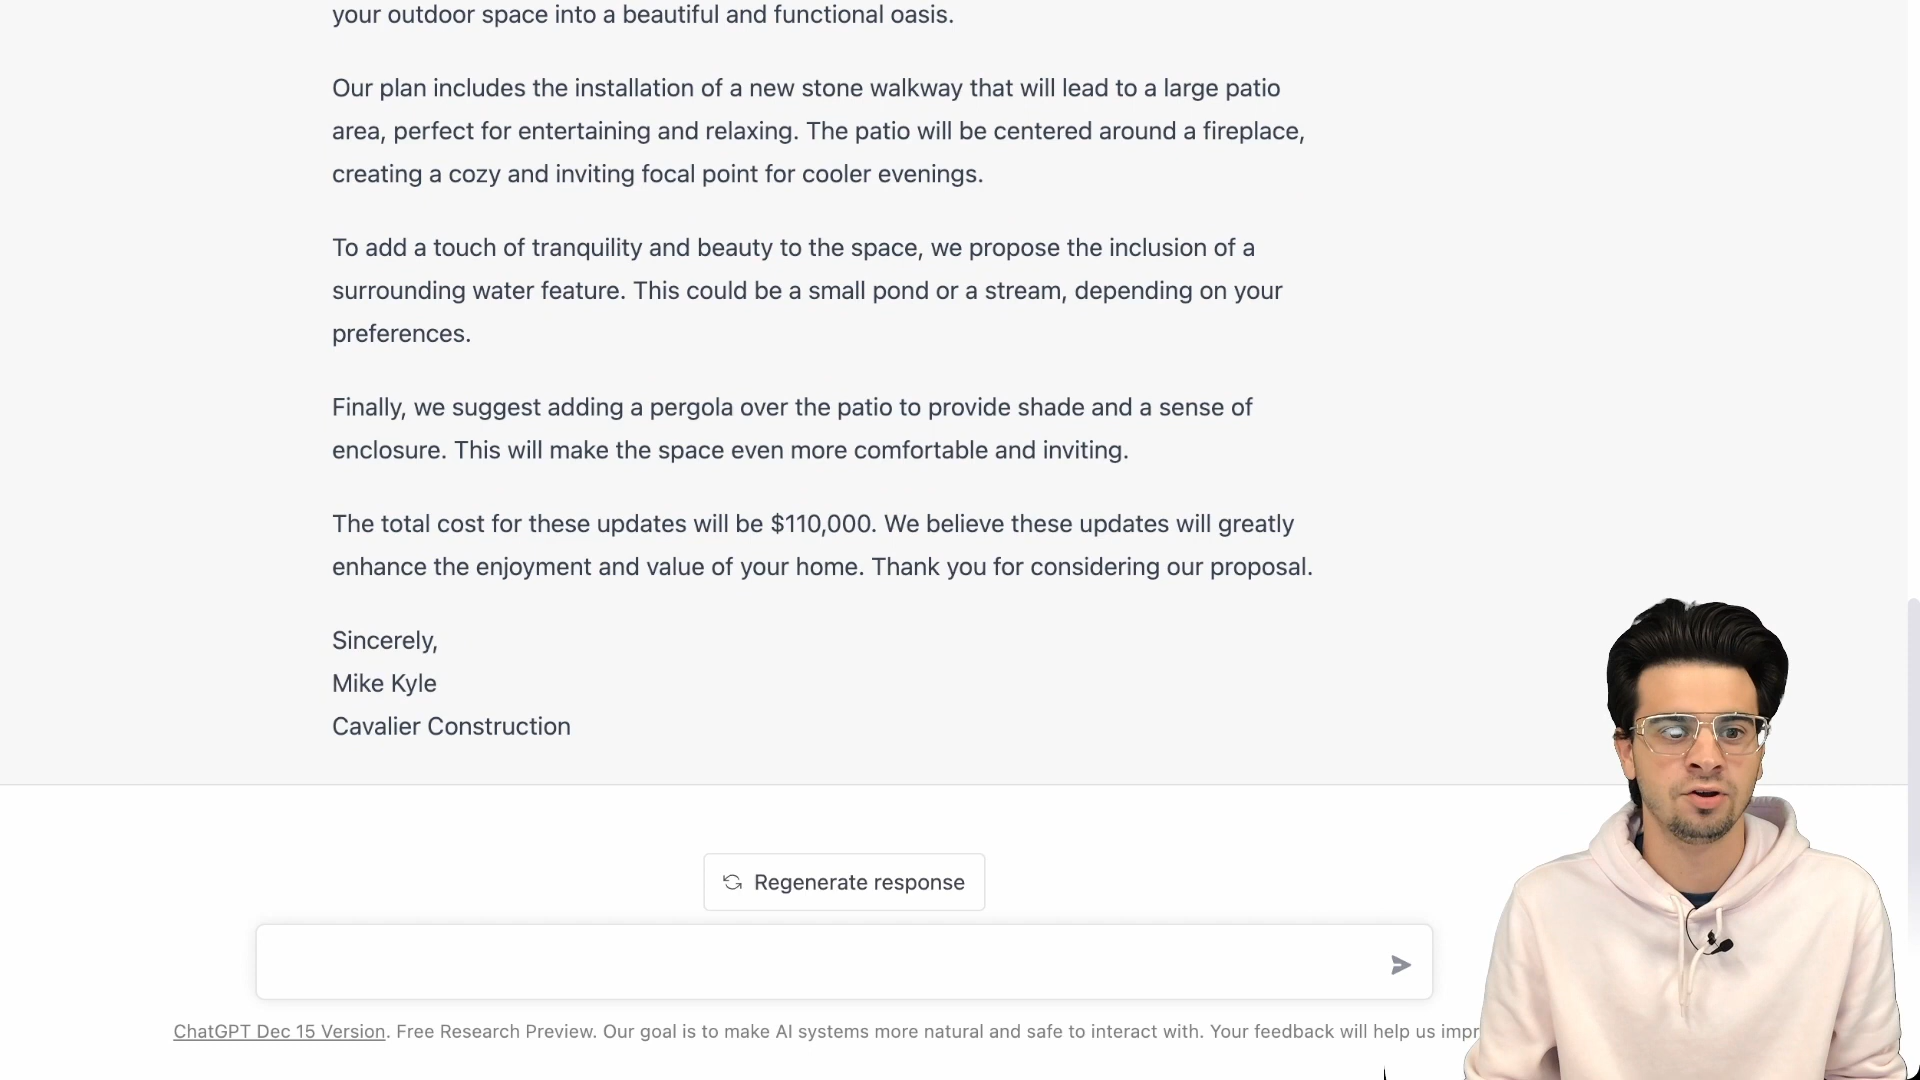 your outdoor space into a beautiful and functional oasis.
Our plan includes the installation of a new stone walkway that will lead to a large patio
area, perfect for entertaining and relaxing. The patio will be centered around a fireplace,
creating a cozy and inviting focal point for cooler evenings.
To add a touch of tranquility and beauty to the space, we propose the inclusion of a
surrounding water feature. This could be a small pond or a stream, depending on your
preferences.
Finally, we suggest adding a pergola over the patio to provide shade and a sense of
enclosure. This will make the space even more comfortable and inviting.
The total cost for these updates will be $110,000. We believe these updates will greatly
enhance the enjoyment and value of your home. Thank you for considering our proposal.
Sincerely,
Mike Kyle
Cavalier Construction
Regenerate response
ChatGPT Dec 15 Version. Free Research Preview. Our goal is to make AI systems more natural and safe to interact with. Your feedback will help us impr